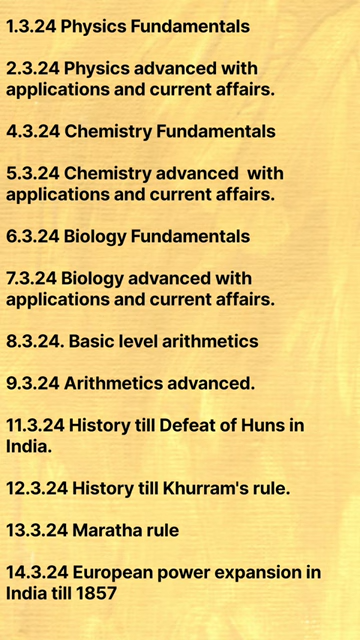 1.3.24 Physics Fundamentals
2.3.24 Physics advanced with
applications and current affairs.
4.3.24 Chemistry Fundamentals
5.3.24 Chemistry advanced  with
applications and current affairs.
6.3.24 Biology Fundamentals
7.3.24 Biology advanced with
applications and current affairs.
8.3.24. Basic level arithmetics
9.3.24 Arithmetics advanced.
11.3.24 History till Defeat of Huns in
India.
12.3.24 History till Khurram's rule.
13.3.24 Maratha rule
14.3.24 European power expansion in
India till 1857